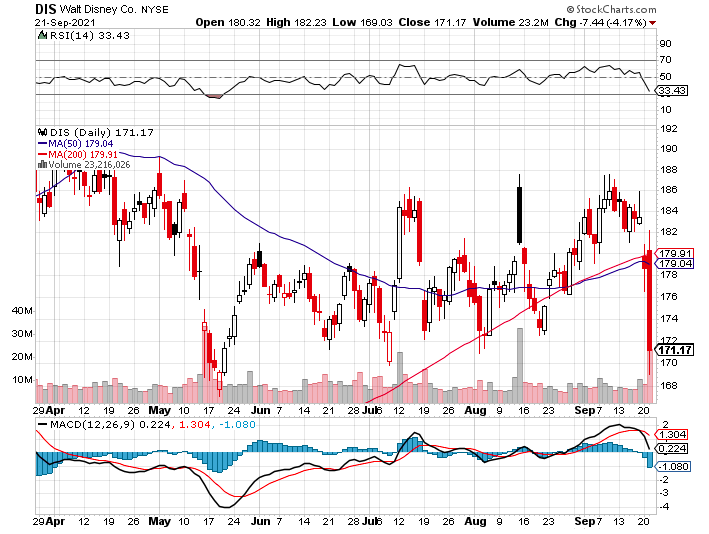 DIS Walt Disney Co. NYSE
© StockCharts.com
21-Sep-2021
Open 180.32 High 182.23 Low 169.03 Close 171.17 Volume 23.2M Chg -7.44 (-4.17%)
RSI(14) 33.43
90
70
50
33.43
30
10
DIS (Daily) 171.17
MA(50) 179.04
MA(200) 179.91
Volume 23,216,026
192
190
188
186
184
182
179.91
179.04
178
176
174
172
171.17
170
168
40M
30M
20M
10M
29 Apr 12 19 26 May 10 17 24 Jun 7 14 21 28 Jul 6 12 19 26 Aug 9 16 23 Sep 7 13 20
MACD(12,26,9) 0.224, 1.304, -1.080
2
1.304
0.224
-1.080
-2
-3
-4
29 Apr 12 19 26 May 10 17 24 Jun 7 14 21 28 Jul 6 12 19 26 Aug 9 16 23 Sep 7 13 20